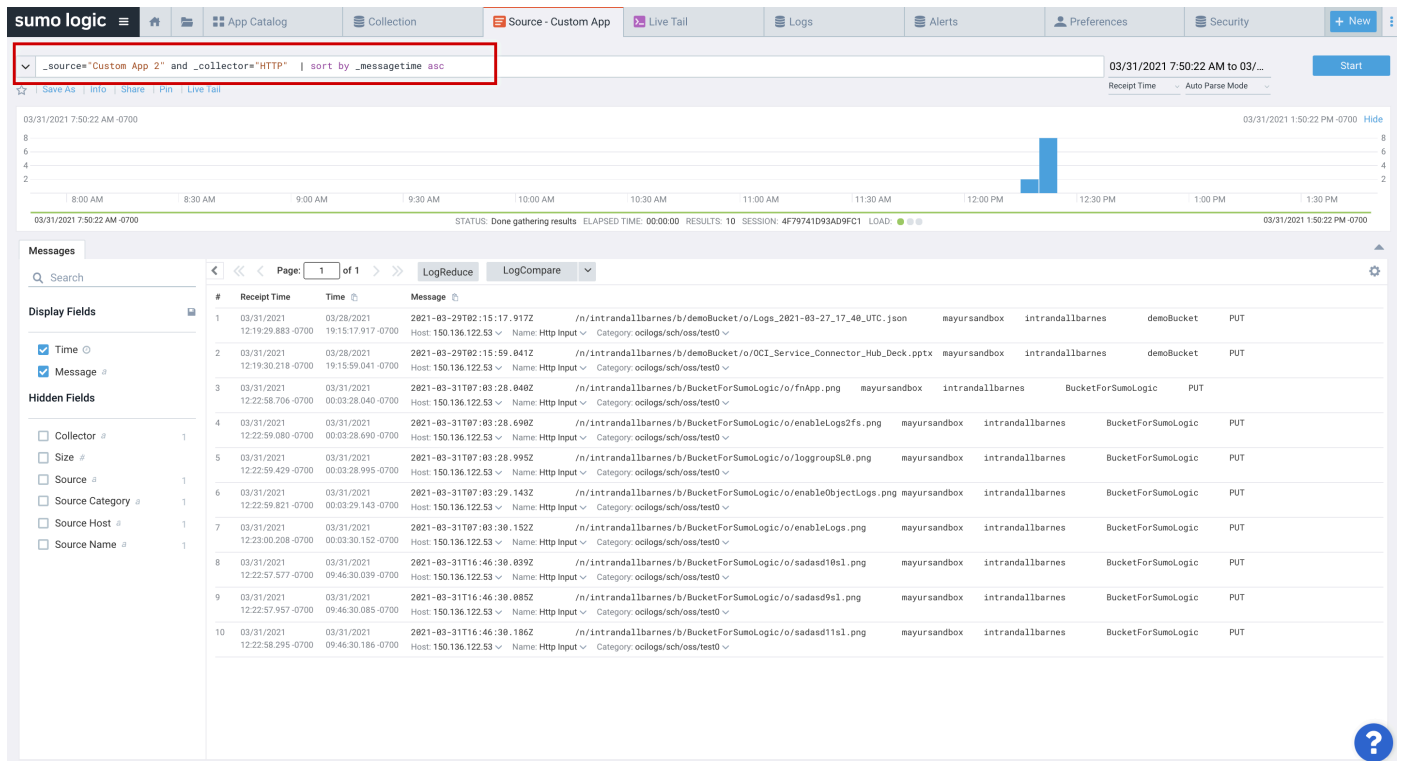 sumo logic
App Catalog
Collection
Source - Custom App
Live Tail
Logs
Alerts
Preferences
Security
+ New
_source="Custom App 2" and _collector="HTTP" | sort by _messagetime asc
03/31/2021 7:50:22 AM to 03/...
Start
Save As | Info | Share | Pin | Live Tail
Receipt Time
Auto Parse Mode
03/31/2021 7:50:22 AM -0700
03/31/2021 1:50:22 PM -0700 Hide
8 8
6 6
4 4
2 2
8:00 AM 8:30 AM 9:00 AM 9:30 AM 10:00 AM 10:30 AM 11:00 AM 11:30 AM 12:00 PM 12:30 PM 1:00 PM 1:30 PM
03/31/2021 7:50:22 AM -0700
STATUS: Done gathering results ELAPSED TIME: 00:00:00 RESULTS: 10 SESSION: 4F79741D93AD9FC1 LOAD:
03/31/2021 1:50:22 PM -0700
Messages
Search
Display Fields
Time
Message a
Hidden Fields
Collector a 1
Size #
Source a 1
Source Category a 1
Source Host a 1
Source Name a 1
Page: 1 of 1
LogReduce
LogCompare
# Receipt Time Time Message
1 03/31/2021 03/28/2021 2021-03-29T02:15:17.917Z /n/intrandallbarnes/b/demoBucket/o/Logs_2021-03-27_17_40_UTC.json mayursandbox intrandallbarnes demoBucket PUT
12:19:29.883 -0700 19:15:17.917 -0700 Host: 150.136.122.53 Name: Http Input Category: ocilogs/sch/oss/test0
2 03/31/2021 03/28/2021 2021-03-29T02:15:59.041Z /n/intrandallbarnes/b/demoBucket/o/OCI_Service_Connector_Hub_Deck.pptx mayursandbox intrandallbarnes demoBucket PUT
12:19:30.218 -0700 19:15:59.041 -0700 Host: 150.136.122.53 Name: Http Input Category: ocilogs/sch/oss/test0
3 03/31/2021 03/31/2021 2021-03-31T07:03:28.040Z /n/intrandallbarnes/b/BucketForSumoLogic/o/fnApp.png mayursandbox intrandallbarnes BucketForSumoLogic PUT
12:22:58.706 -0700 00:03:28.040 -0700 Host: 150.136.122.53 Name: Http Input Category: ocilogs/sch/oss/test0
4 03/31/2021 03/31/2021 2021-03-31T07:03:28.690Z /n/intrandallbarnes/b/BucketForSumoLogic/o/enableLogs2fs.png mayursandbox intrandallbarnes BucketForSumoLogic PUT
12:22:59.080 -0700 00:03:28.690 -0700 Host: 150.136.122.53 Name: Http Input Category: ocilogs/sch/oss/test0
5 03/31/2021 03/31/2021 2021-03-31T07:03:28.995Z /n/intrandallbarnes/b/BucketForSumoLogic/o/loggroupSL0.png mayursandbox intrandallbarnes BucketForSumoLogic PUT
12:22:59.429 -0700 00:03:28.995 -0700 Host: 150.136.122.53 Name: Http Input Category: ocilogs/sch/oss/test0
6 03/31/2021 03/31/2021 2021-03-31T07:03:29.143Z /n/intrandallbarnes/b/BucketForSumoLogic/o/enableObjectLogs.png mayursandbox intrandallbarnes BucketForSumoLogic PUT
12:22:59.821 -0700 00:03:29.143 -0700 Host: 150.136.122.53 Name: Http Input Category: ocilogs/sch/oss/test0
7 03/31/2021 03/31/2021 2021-03-31T07:03:30.152Z /n/intrandallbarnes/b/BucketForSumoLogic/o/enableLogs.png mayursandbox intrandallbarnes BucketForSumoLogic PUT
12:23:00.208 -0700 00:03:30.152 -0700 Host: 150.136.122.53 Name: Http Input Category: ocilogs/sch/oss/test0
8 03/31/2021 03/31/2021 2021-03-31T16:46:30.039Z /n/intrandallbarnes/b/BucketForSumoLogic/o/sadasd10sl.png mayursandbox intrandallbarnes BucketForSumoLogic PUT
12:22:57.577 -0700 09:46:30.039 -0700 Host: 150.136.122.53 Name: Http Input Category: ocilogs/sch/oss/test0
9 03/31/2021 03/31/2021 2021-03-31T16:46:30.085Z /n/intrandallbarnes/b/BucketForSumoLogic/o/sadasd9sl.png mayursandbox intrandallbarnes BucketForSumoLogic PUT
12:22:57.957 -0700 09:46:30.085 -0700 Host: 150.136.122.53 Name: Http Input Category: ocilogs/sch/oss/test0
10 03/31/2021 03/31/2021 2021-03-31T16:46:30.186Z /n/intrandallbarnes/b/BucketForSumoLogic/o/sadasd11sl.png mayursandbox intrandallbarnes BucketForSumoLogic PUT
12:22:58.295 -0700 09:46:30.186 -0700 Host: 150.136.122.53 Name: Http Input Category: ocilogs/sch/oss/test0
?